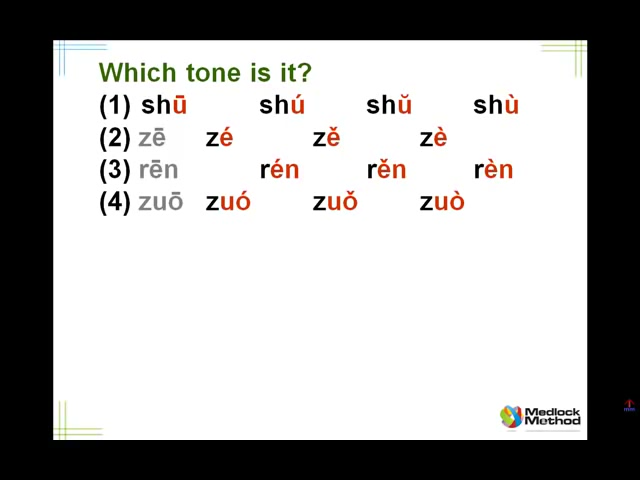 Which tone is it?
(1) shū shú shŭ shù
(2) zē zé zě zè
(3) rēn rén rěn rèn
(4) zuō zuó zuǒ zuò
Medlock
Method